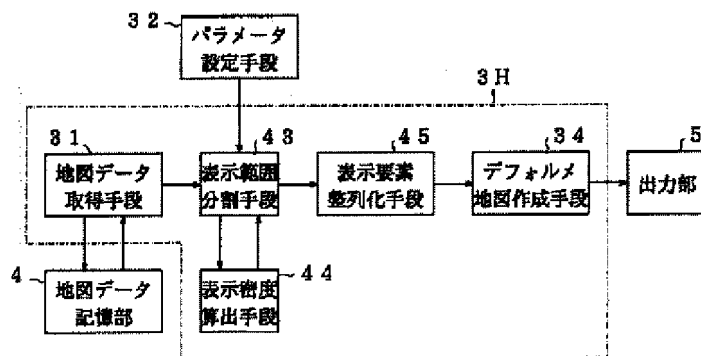 ３２
パラメータ
設定手段
３Ｈ
３１
地図データ
取得手段
４３
表示範囲
分割手段
４５
表示要素
整列化手段
３４
デフォルメ
地図作成手段
５
出力部
４
地図データ
記憶部
４４
表示密度
算出手段